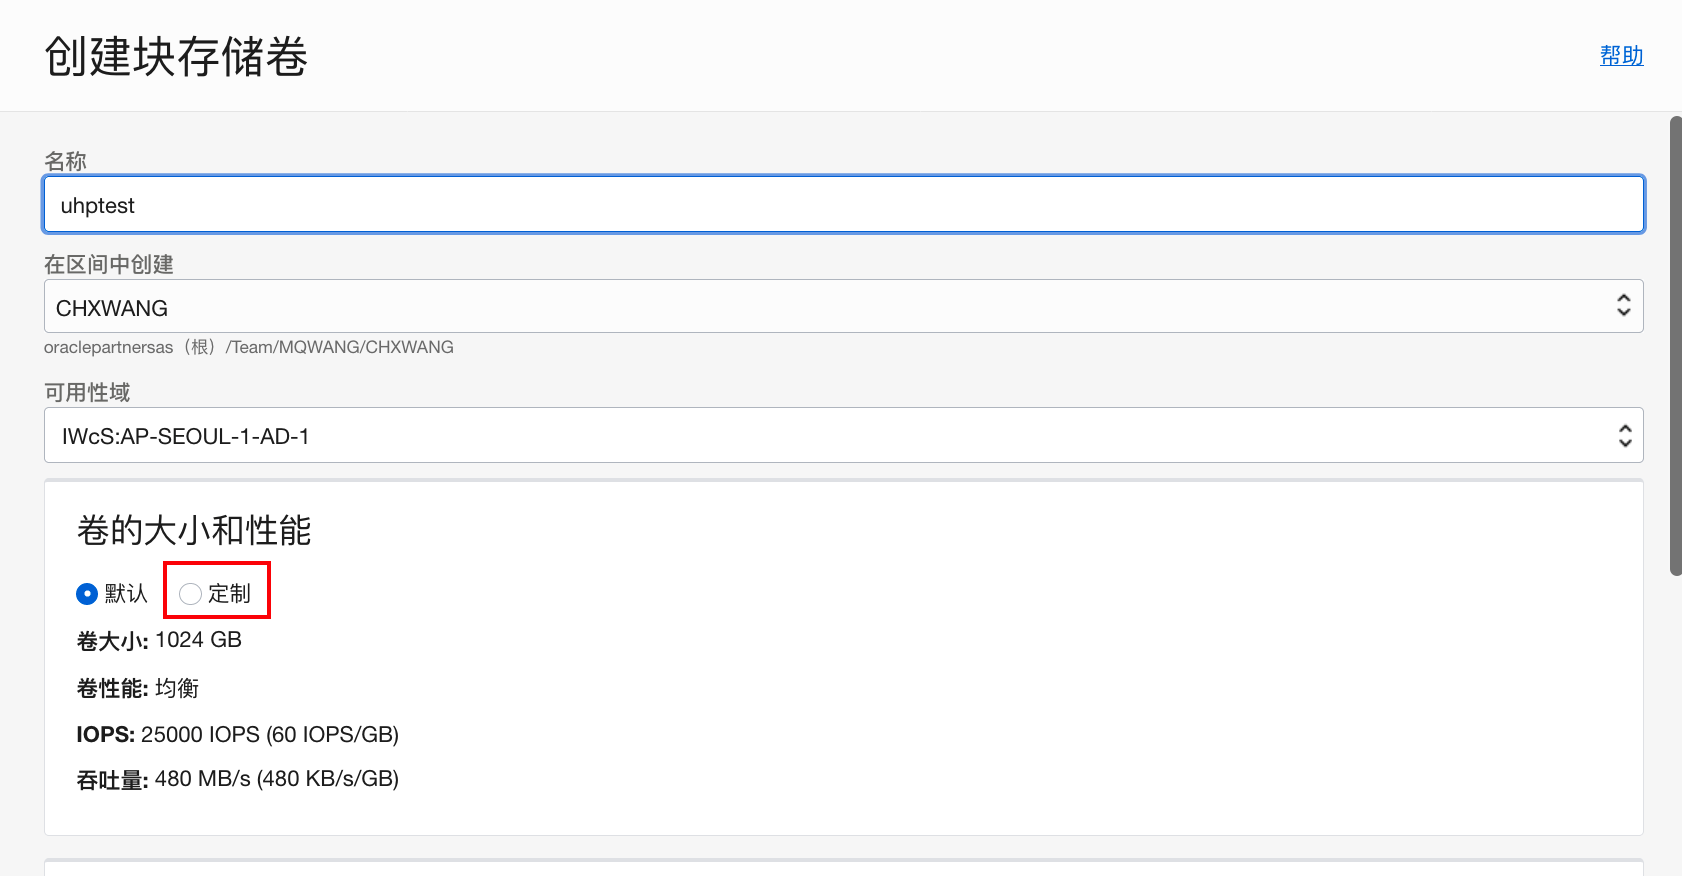 创建块存储卷
帮助
名称
uhptest
在区间中创建
CHXWANG
oraclepartnersas（根）/Team/MQWANG/CHXWANG
可用性域
IWcS:AP-SEOUL-1-AD-1
卷的大小和性能
默认 定制
卷大小: 1024 GB
卷性能: 均衡
IOPS: 25000 IOPS (60 IOPS/GB)
吞吐量: 480 MB/s (480 KB/s/GB)